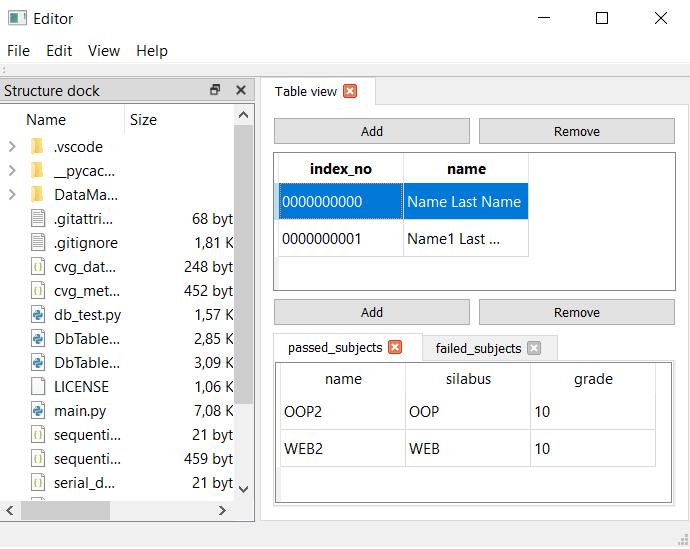 Editor
File Edit View Help
Structure dock
Name Size
.vscode
__pycac...
DataMa...
.gitattri... 68 byt
.gitignore 1,81 K
cvg_dat... 248 byt
cvg_met... 452 byt
db_test.py 1,57 K
DbTable... 2,85 K
DbTable... 3,09 K
LICENSE 1,06 K
main.py 7,08 K
sequenti... 21 byt
sequenti... 459 byt
serial_d... 21 byt
Table view
Add Remove
index_no name
0000000000 Name Last Name
0000000001 Name1 Last ...
Add Remove
passed_subjects failed_subjects
name silabus grade
OOP2 OOP 10
WEB2 WEB 10